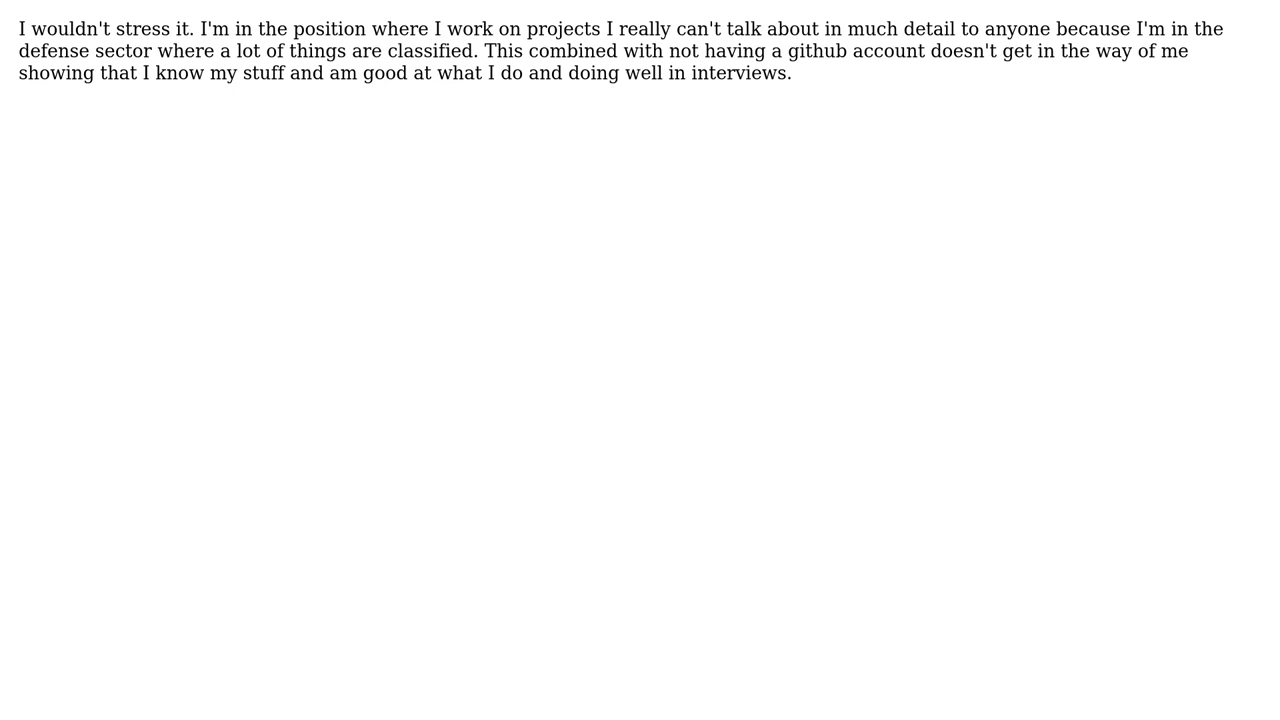 I wouldn't stress it. I'm in the position where I work on projects I really can't talk about in much detail to anyone because I'm in the
defense sector where a lot of things are classified. This combined with not having a github account doesn't get in the way of me
showing that I know my stuff and am good at what I do and doing well in interviews.